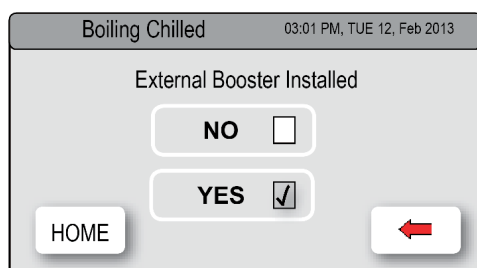 Boiling Chilled 03:01 PM, TUE 12, Feb 2013
External Booster Installed
NO
YES
HOME